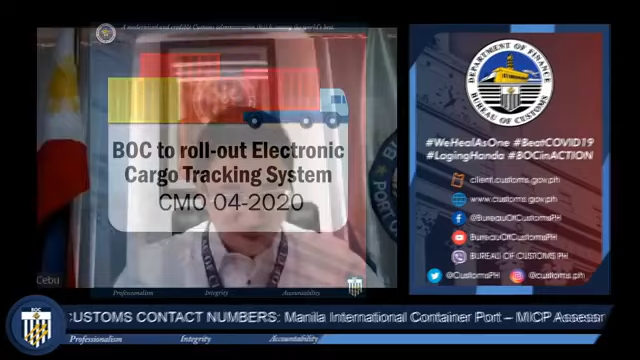 A modernized and credible Customs administration that is among the world's best
BOC to roll-out Electronic
Cargo Tracking System
CMO 04-2020
Cebu
Professionalism Integrity Accountability
DEPARTMENT OF FINANCE
BUREAU OF CUSTOMS
#WeHealAsOne #BeatCOVID19
#LagingHanda #BOCinACTION
client.customs.gov.ph
www.customs.gov.ph
@BureauOfCustomsPH
BureauOfCustomsPH
BUREAU OF CUSTOMS PH
@CustomsPH @customs.ph
BOC
CUSTOMS CONTACT NUMBERS: Manila International Container Port – MICP Assessor
Professionalism Integrity Accountability